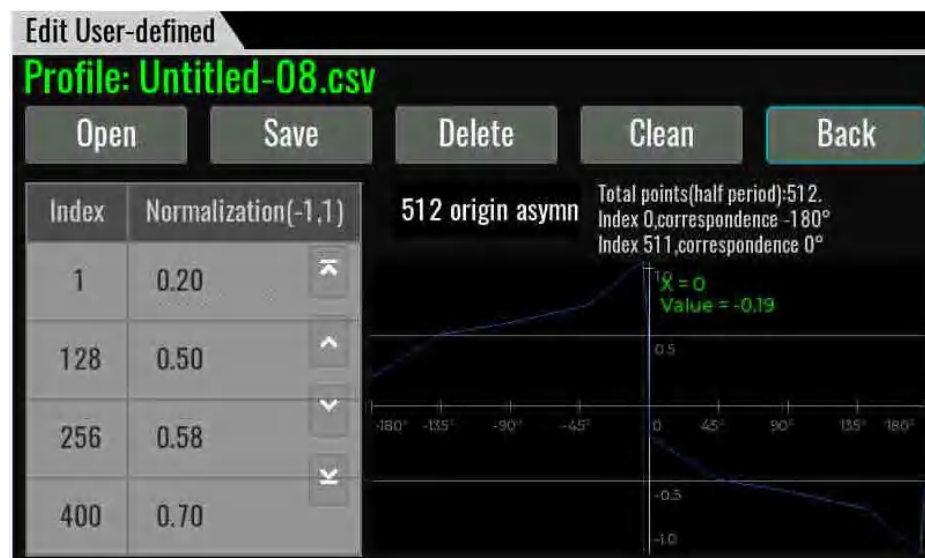 Edit User-defined
Profile: Untitled-08.csv
Open Save Delete Clean Back
Index Normalization(-1,1)
1 0.20
128 0.50
256 0.58
400 0.70
512 origin asymn
Total points(half period):512.
Index 0,correspondence -180°
Index 511,correspondence 0°
1.0
X = 0
Value = -0.19
0.5
-180° -135° -90° -45° 0 45° 90° 135° 180°
-0.5
-1.0